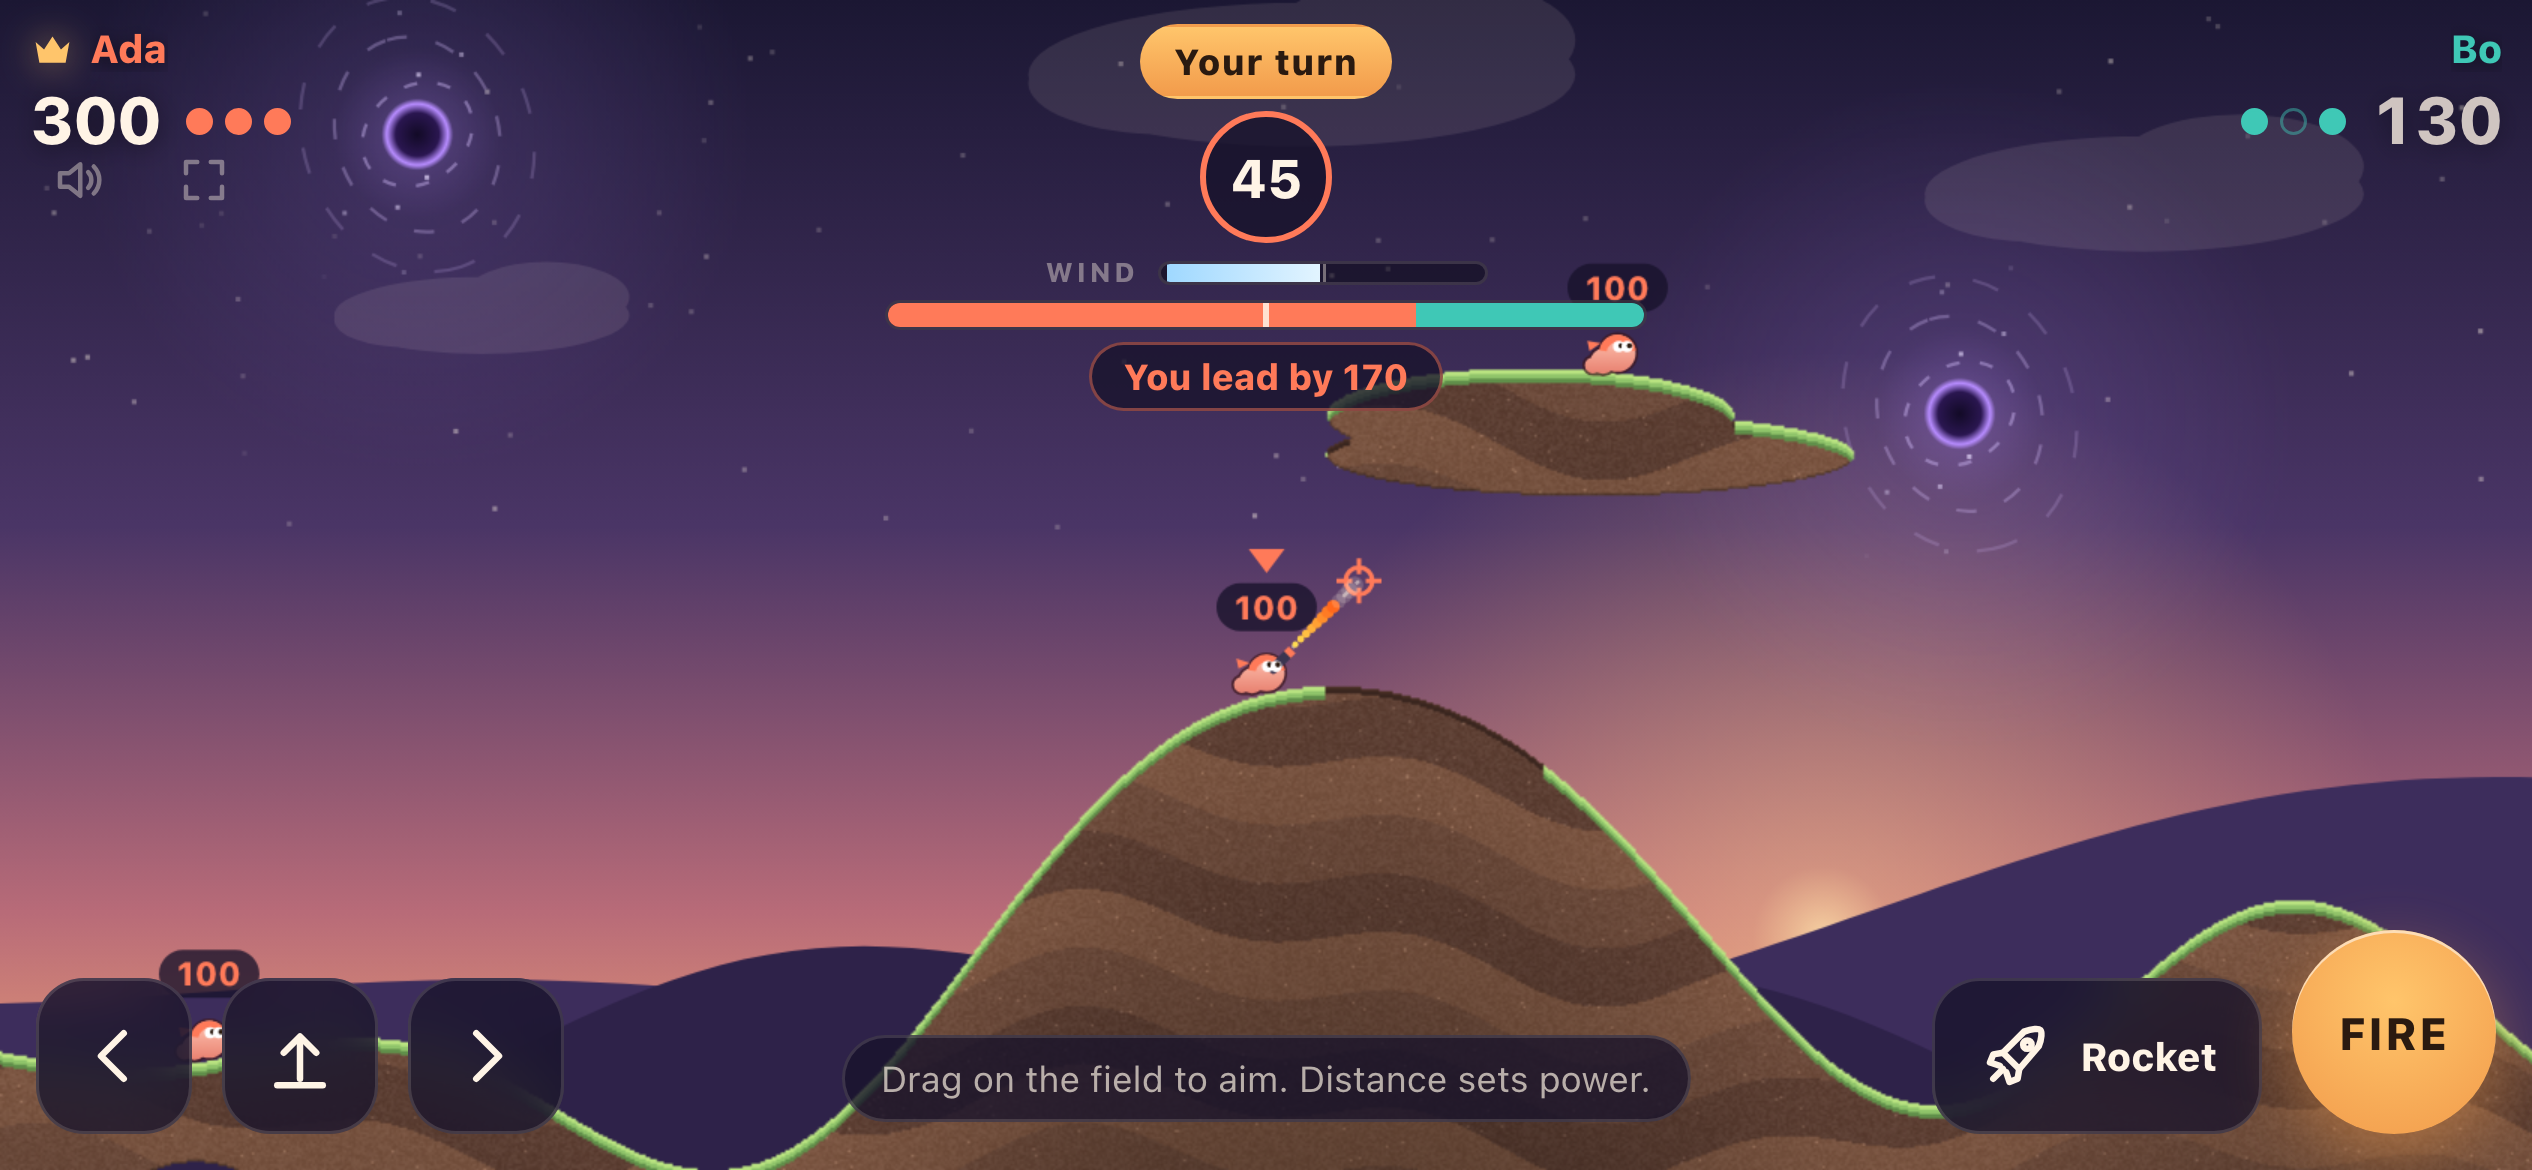 Ada
Your turn
Bo
300
130
45
WIND
100
You lead by 170
100
100
Drag on the field to aim. Distance sets power.
Rocket
FIRE